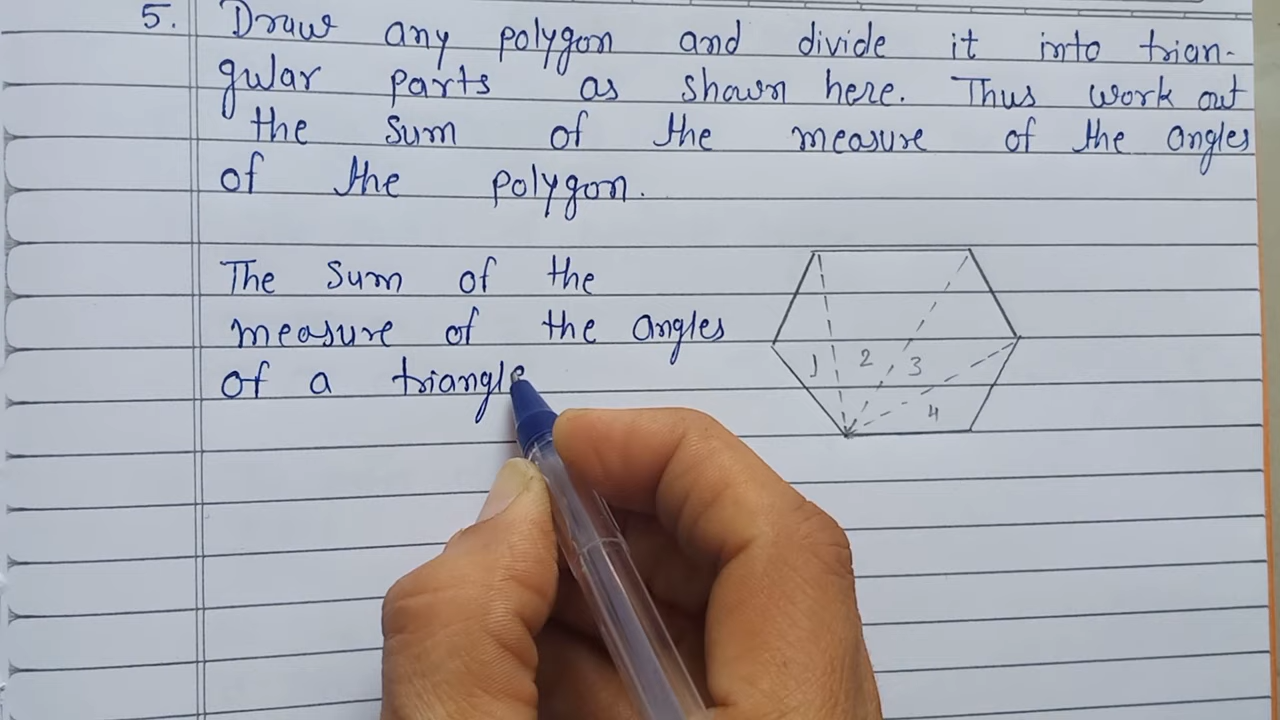 5. Draw any polygon and divide it into trian-
gular parts as shown here. Thus work out
the sum of the measure of the angles
of the polygon.
The sum of the
measure of the angles
of a triangle
1 2 3
4